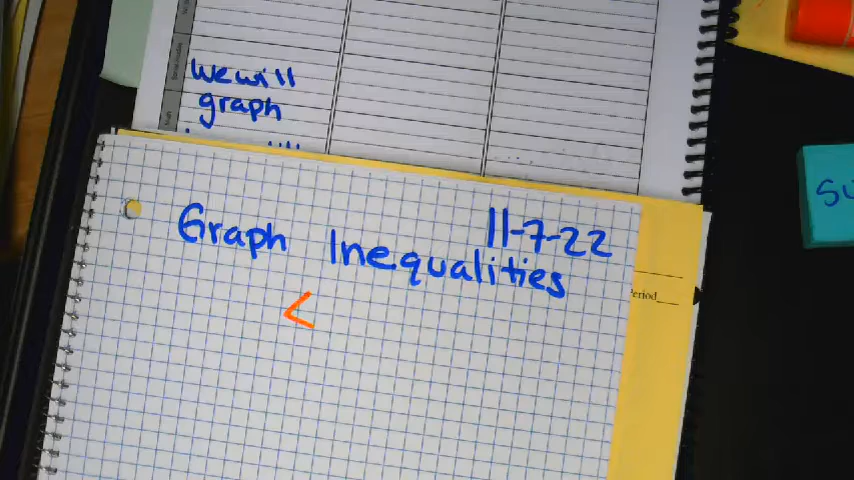 We will
graph
11-7-22
Graph Inequalities
<
Period
Su